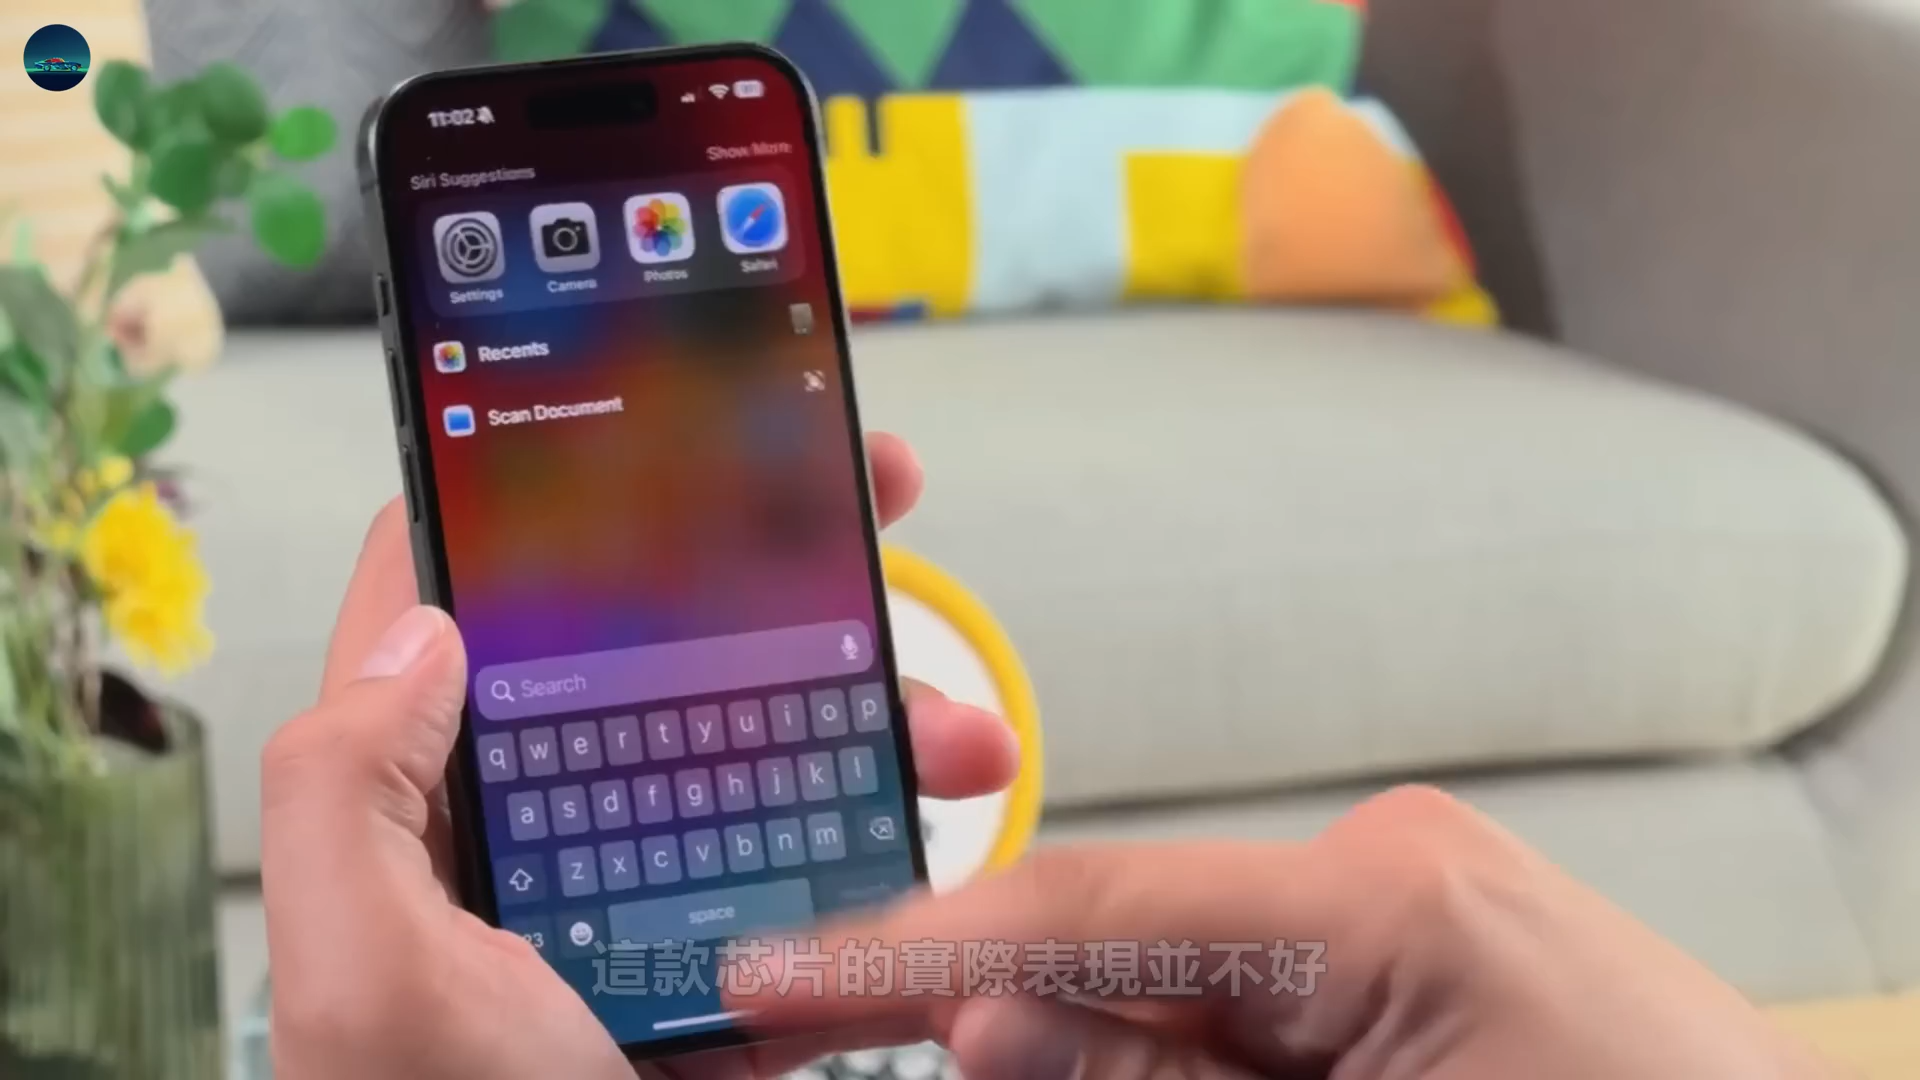 11:02
Siri Suggestions
Show More
Settings
Camera
Photos
Safari
Recents
Scan Document
Search
q w e r t y u i o p
a s d f g h j k l
z x c v b n m
23
space
這款芯片的實際表現並不好